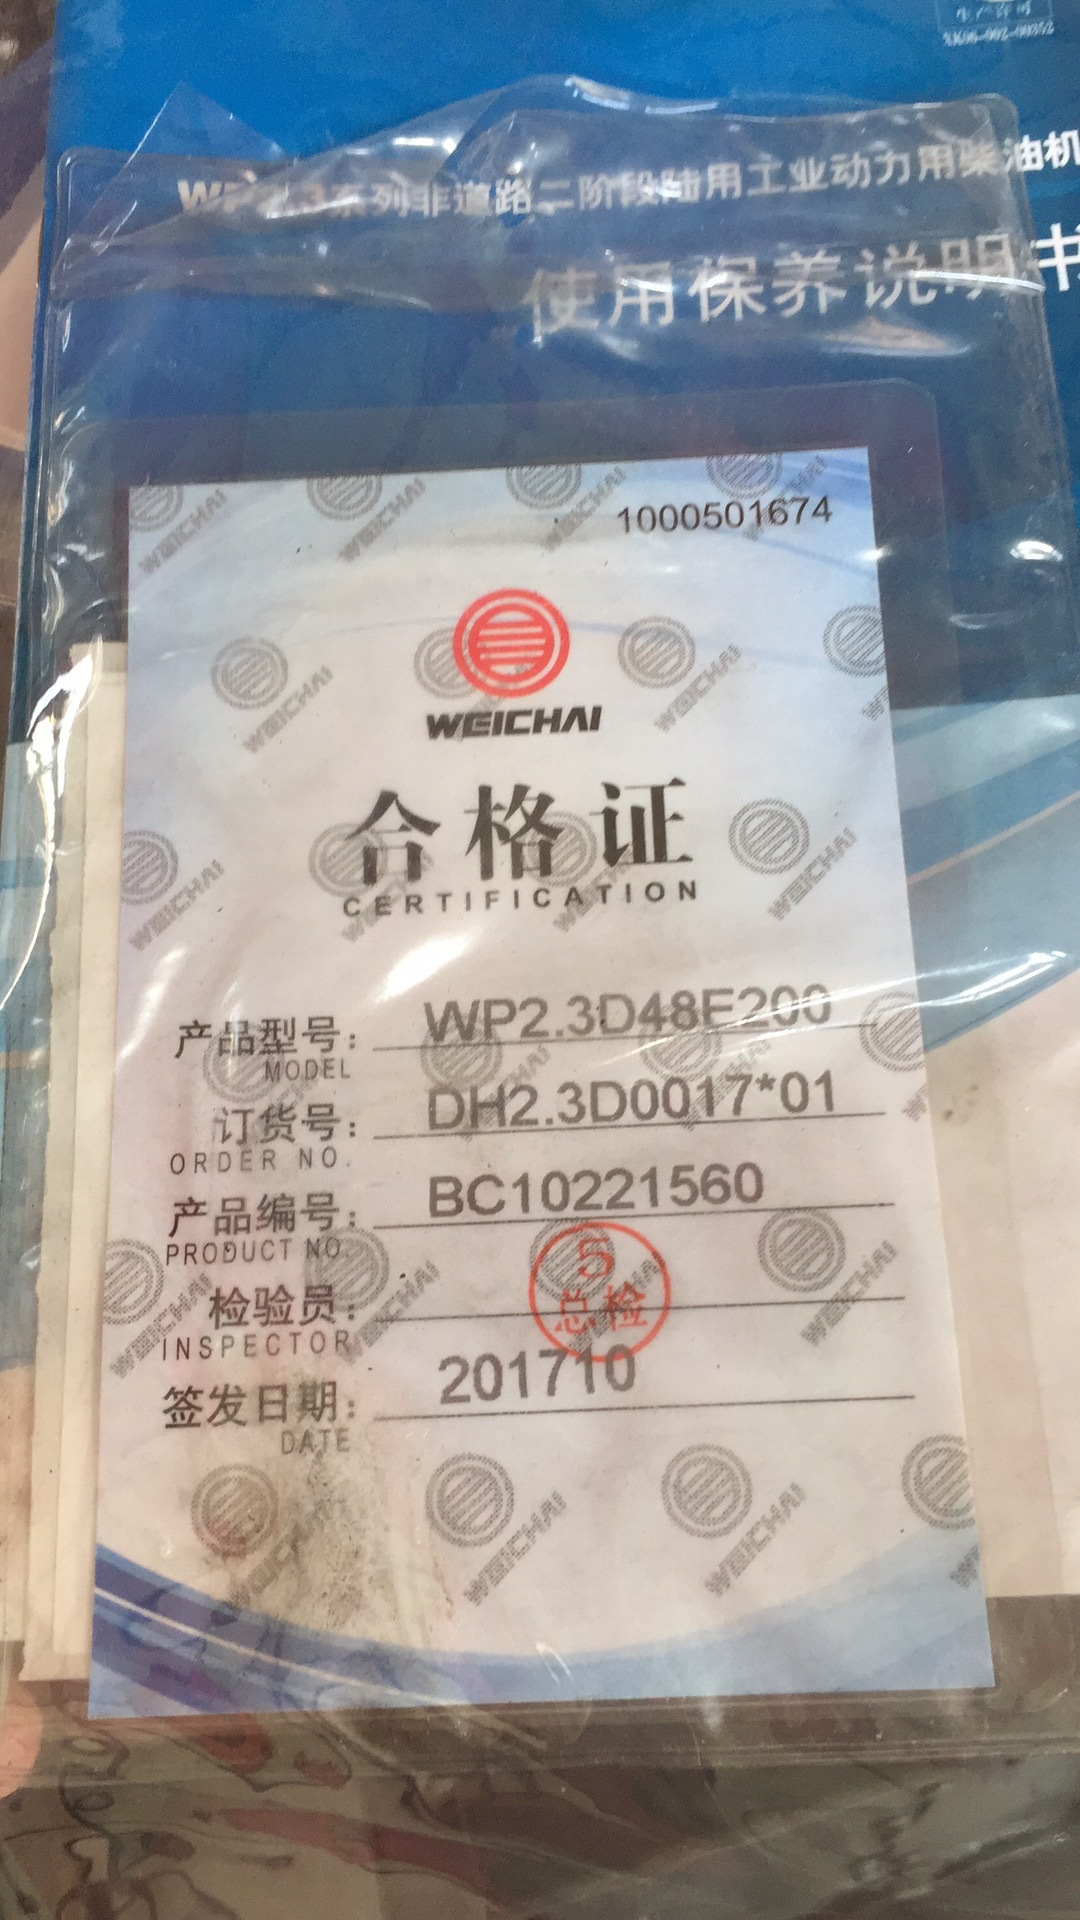 WP2.3系列非道路二阶段陆用工业动力用柴油机
使用保养说明书
1000501674
WEICHAI
合格证
CERTIFICATION
产品型号: WP2.3D48E200
MODEL
订货号: DH2.3D0017*01
ORDER NO.
产品编号: BC10221560
PRODUCT NO.
检验员: 5
总检
INSPECTOR
签发日期: 201710
DATE